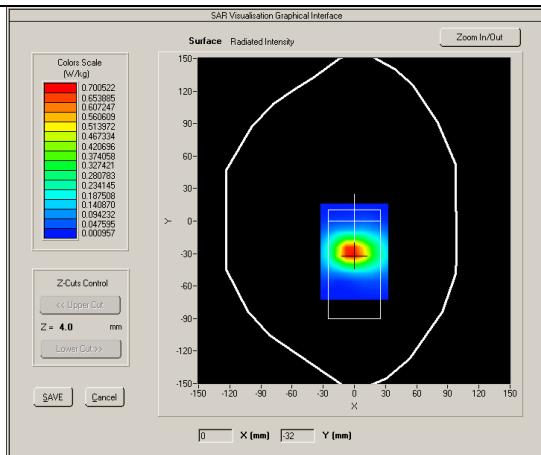 SAR Visualisation Graphical Interface
Surface Radiated Intensity
Zoom In/Out
Colors Scale
(W/kg)
0.700522
0.653885
0.607247
0.560609
0.513972
0.467334
0.420696
0.374058
0.327421
0.280783
0.234145
0.187508
0.140870
0.094232
0.047595
0.000957
Z-Cuts Control
<< Upper Cut
Z = 4.0 mm
Lower Cut >>
SAVE
Cancel
150-
120-
90-
60-
30-
0-
-30-
-60-
-90-
-120-
-150-
Y
-150 -120 -90 -60 -30 0 30 60 90 120 150
X
0 X (mm) -32 Y (mm)